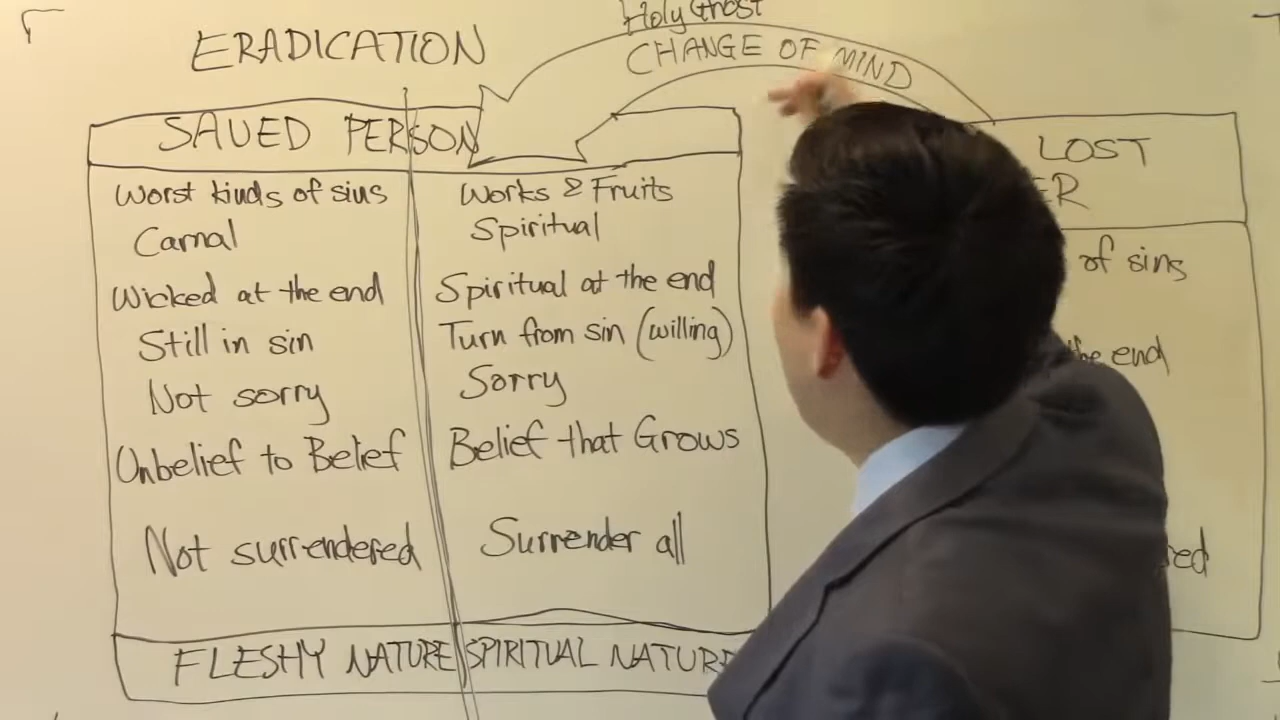 Holy Ghost
CHANGE OF MIND
ERADICATION
SAVED PERSON
Worst kinds of sins
Carnal
Wicked at the end
Still in sin
Not sorry
Unbelief to Belief
Not surrendered
FLESHY NATURE
Works & Fruits
Spiritual
Spiritual at the end
Turn from sin (willing)
Sorry
Belief that Grows
Surrender all
SPIRITUAL NATURE
LOST
ER
of sins
the end
red